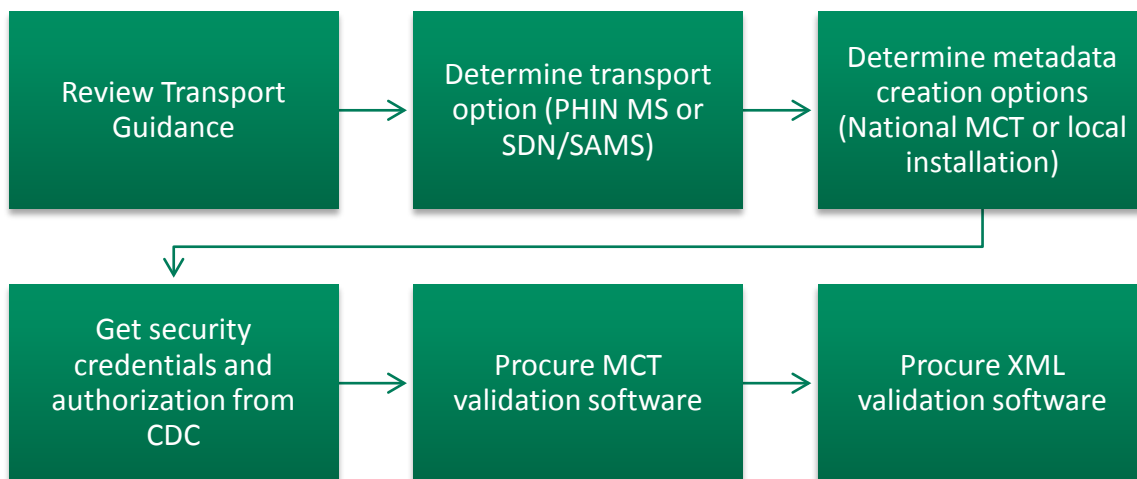 Review Transport
Guidance
Determine transport
option (PHIN MS or
SDN/SAMS)
Determine metadada
creation options
(National MCT or local
installation)
Get security
credentials and
authorization from
CDC
Procure MCT
validation software
Procure XML
validation software